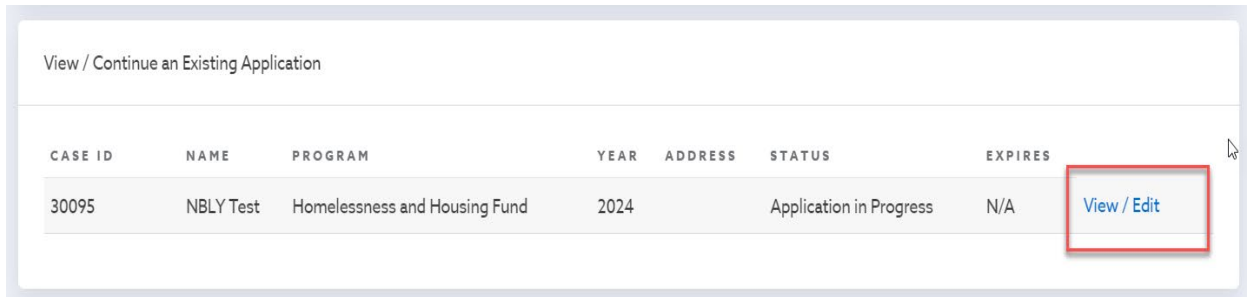 View / Continue an Existing Application
CASE ID NAME PROGRAM YEAR ADDRESS STATUS EXPIRES
30095 NBLY Test Homelessness and Housing Fund 2024 Application in Progress N/A View / Edit